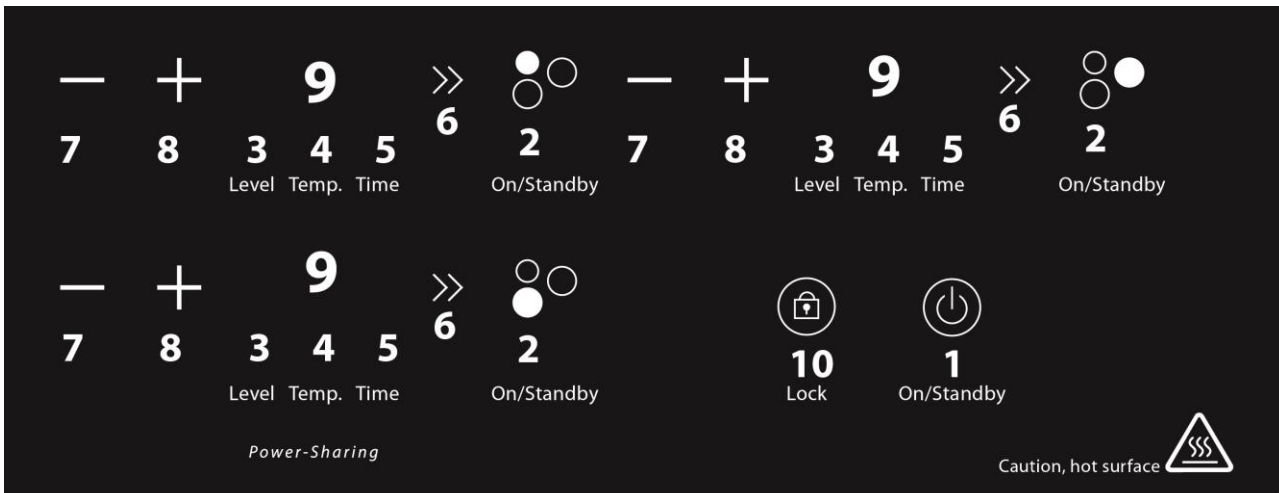 9 9
7 8 3 4 5 6 2 7 8 3 4 5 6 2
Level Temp. Time On/Standby Level Temp. Time On/Standby
9
7 8 3 4 5 6 2 10 1
Level Temp. Time On/Standby Lock On/Standby
Power-Sharing
Caution, hot surface